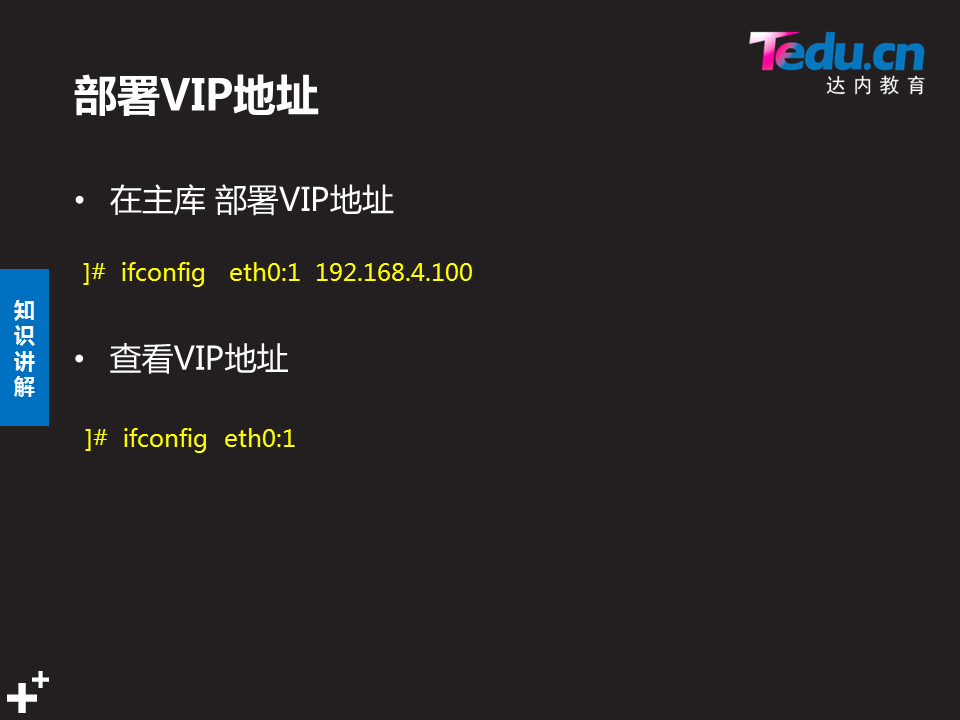 Tedu.cn
达内教育
部署VIP地址
• 在主库 部署VIP地址
]# ifconfig eth0:1 192.168.4.100
知识讲解
• 查看VIP地址
]# ifconfig eth0:1